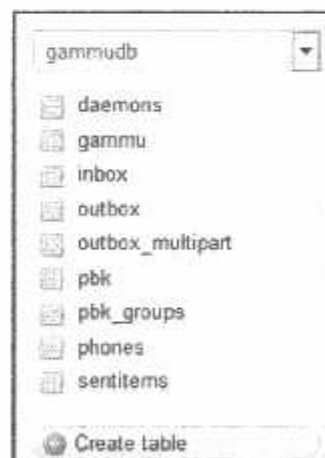 gammudb
daemons
gammu
inbox
outbox
outbox_multipart
pbk
pbk_groups
phones
sentitems
Create table